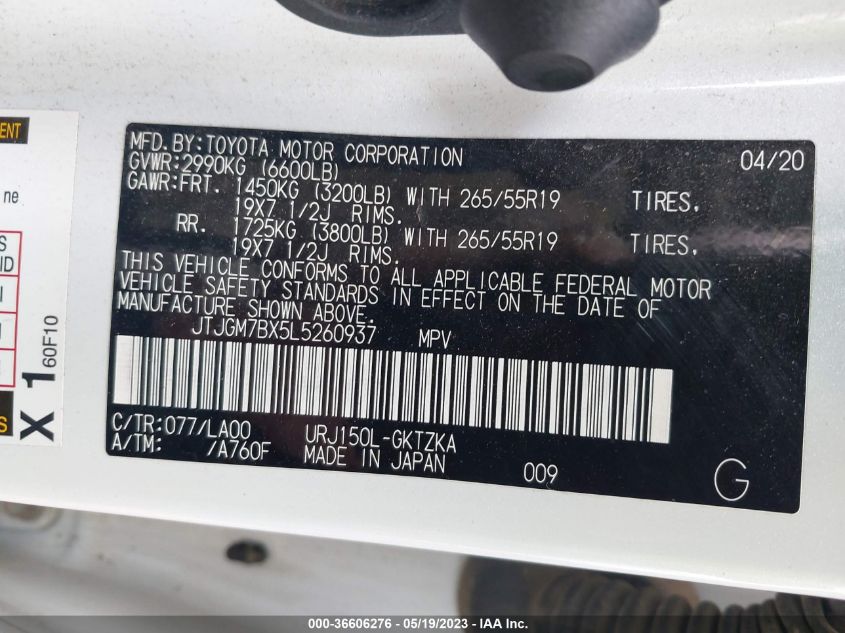 ENT
ne
S
ID
I
I
S
X 1 60F10
MFD.BY:TOYOTA MOTOR CORPORATION 04/20
GVWR:2990KG (6600LB)
GAWR:FRT. 1450KG (3200LB) WITH 265/55R19 TIRES.
19X7 1/2J RIMS.
RR. 1725KG (3800LB) WITH 265/55R19 TIRES.
19X7 1/2J RIMS.
THIS VEHICLE CONFORMS TO ALL APPLICABLE FEDERAL MOTOR
VEHICLE SAFETY STANDARDS IN EFFECT ON THE DATE OF
MANUFACTURE SHOWN ABOVE.
JTJGM7BX5L5260937 MPV
C/TR:077/LA00 URJ150L-GKTZKA
A/TM: /A760F MADE IN JAPAN 009
G
000-36606276 - 05/19/2023 - IAA Inc.